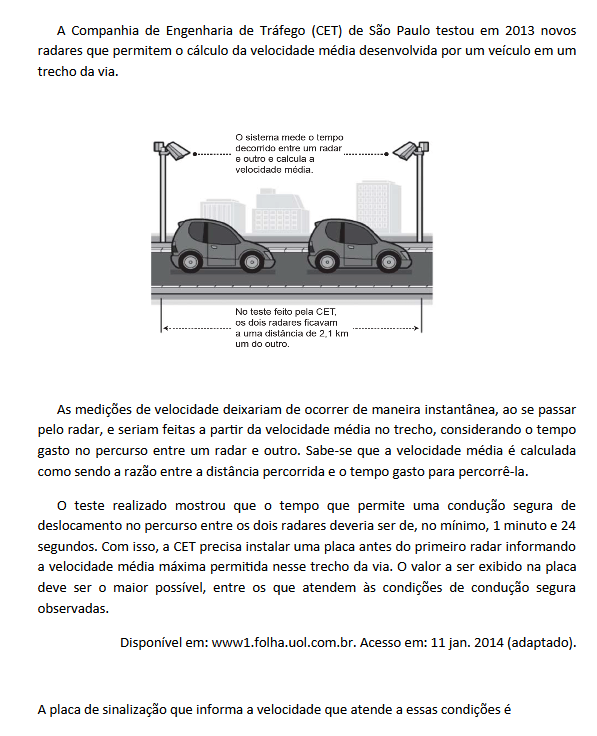 A Companhia de Engenharia de Tráfego (CET) de São Paulo testou em 2013 novos
radares que permitem o cálculo da velocidade média desenvolvida por um veículo em um
trecho da via.
O sistema mede o tempo
decorrido entre um radar
e outro e calcula a
velocidade média.
No teste feito pela CET,
os dois radares ficavam
a uma distância de 2,1 km
um do outro.
As medições de velocidade deixariam de ocorrer de maneira instantânea, ao se passar
pelo radar, e seriam feitas a partir da velocidade média no trecho, considerando o tempo
gasto no percurso entre um radar e outro. Sabe-se que a velocidade média é calculada
como sendo a razão entre a distância percorrida e o tempo gasto para percorrê-la.
O teste realizado mostrou que o tempo que permite uma condução segura de
deslocamento no percurso entre os dois radares deveria ser de, no mínimo, 1 minuto e 24
segundos. Com isso, a CET precisa instalar uma placa antes do primeiro radar informando
a velocidade média máxima permitida nesse trecho da via. O valor a ser exibido na placa
deve ser o maior possível, entre os que atendem às condições de condução segura
observadas.
Disponível em: www1.folha.uol.com.br. Acesso em: 11 jan. 2014 (adaptado).
A placa de sinalização que informa a velocidade que atende a essas condições é